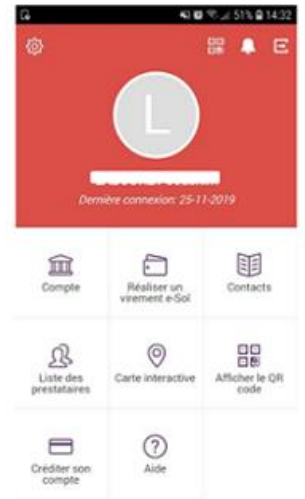 51% 14:32
L
Dernière connexion: 25-11-2019
Compte
Réaliser un
virement e-Sol
Contacts
Liste des
prestataires
Carte interactive
Afficher le QR
code
Créditer son
compte
Aide